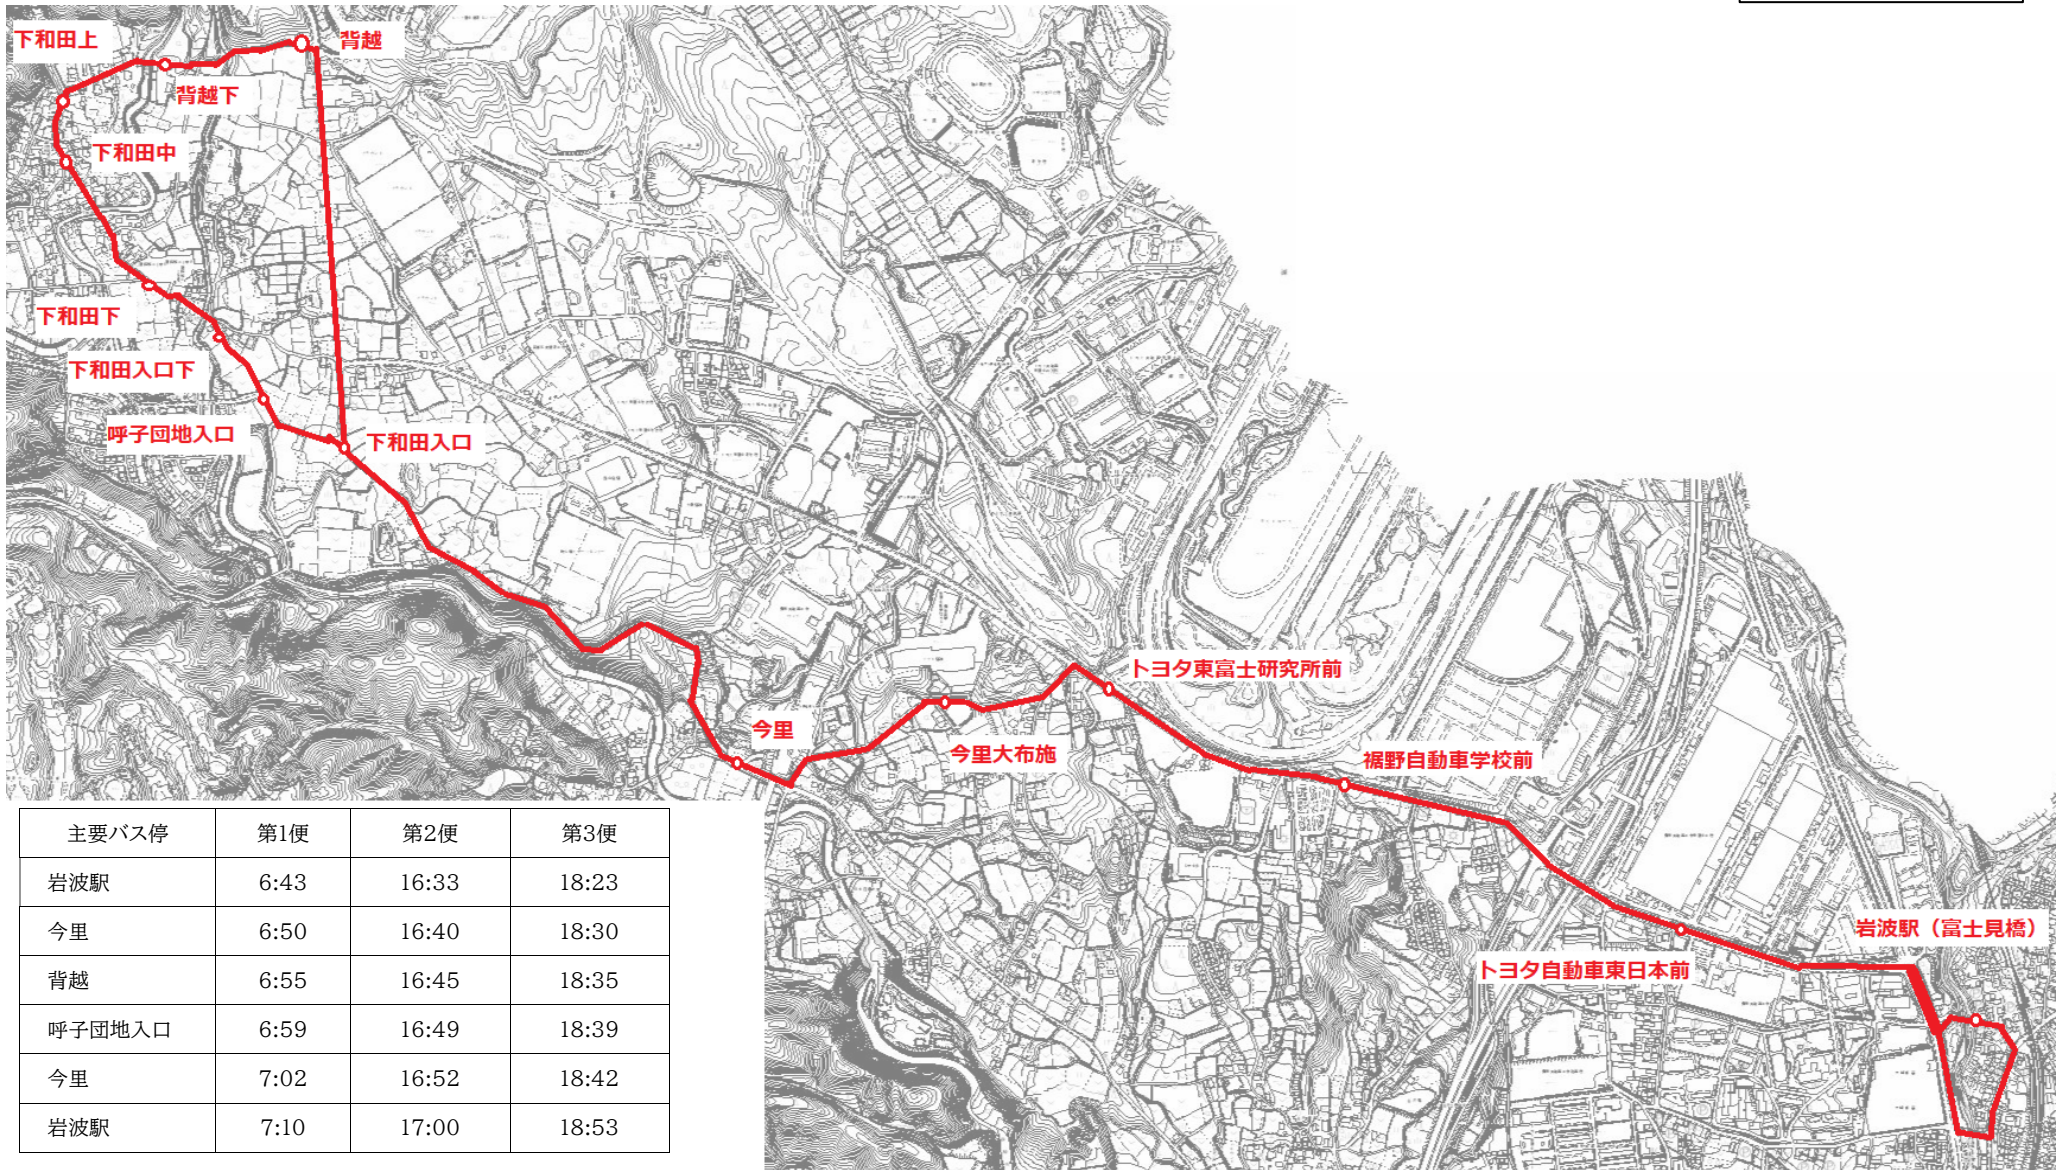 下和田上
背越
背越下
下和田中
下和田下
下和田入口下
呼子団地入口
下和田入口
トヨタ東富士研究所前
今里
今里大布施
裾野自動車学校前
岩波駅（富士見橋）
トヨタ自動車東日本前
主要バス停 第1便 第2便 第3便
岩波駅 6:43 16:33 18:23
今里 6:50 16:40 18:30
背越 6:55 16:45 18:35
呼子団地入口 6:59 16:49 18:39
今里 7:02 16:52 18:42
岩波駅 7:10 17:00 18:53